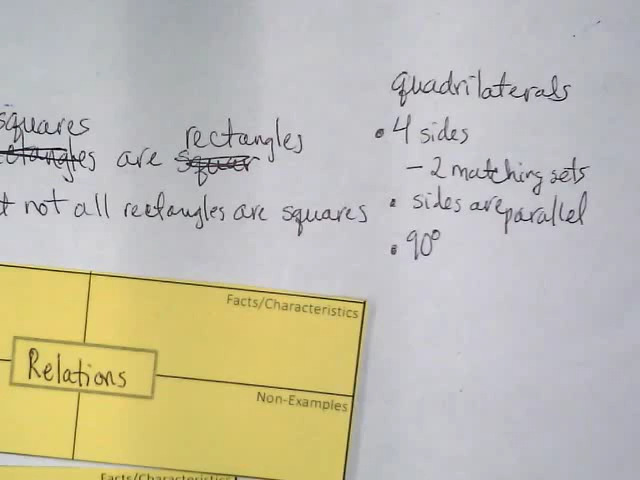 squares
rectangles
are
quadrilaterals
• 4 sides
- 2 matching sets
• sides are parallel
• 90°
not all rectangles are squares
Facts/Characteristics
Relations
Non-Examples
Facts/Characteristics